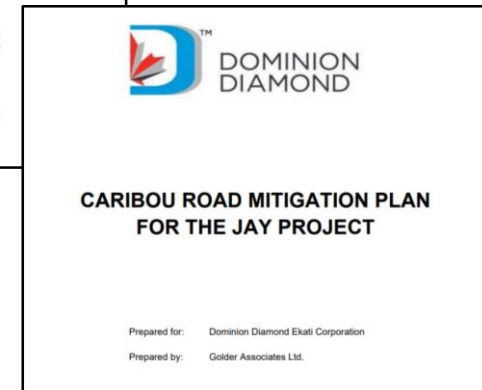 TM
DOMINION
DIAMOND
CARIBOU ROAD MITIGATION PLAN
FOR THE JAY PROJECT
Prepared for: Dominion Diamond Ekati Corporation
Prepared by: Golder Associates Ltd.